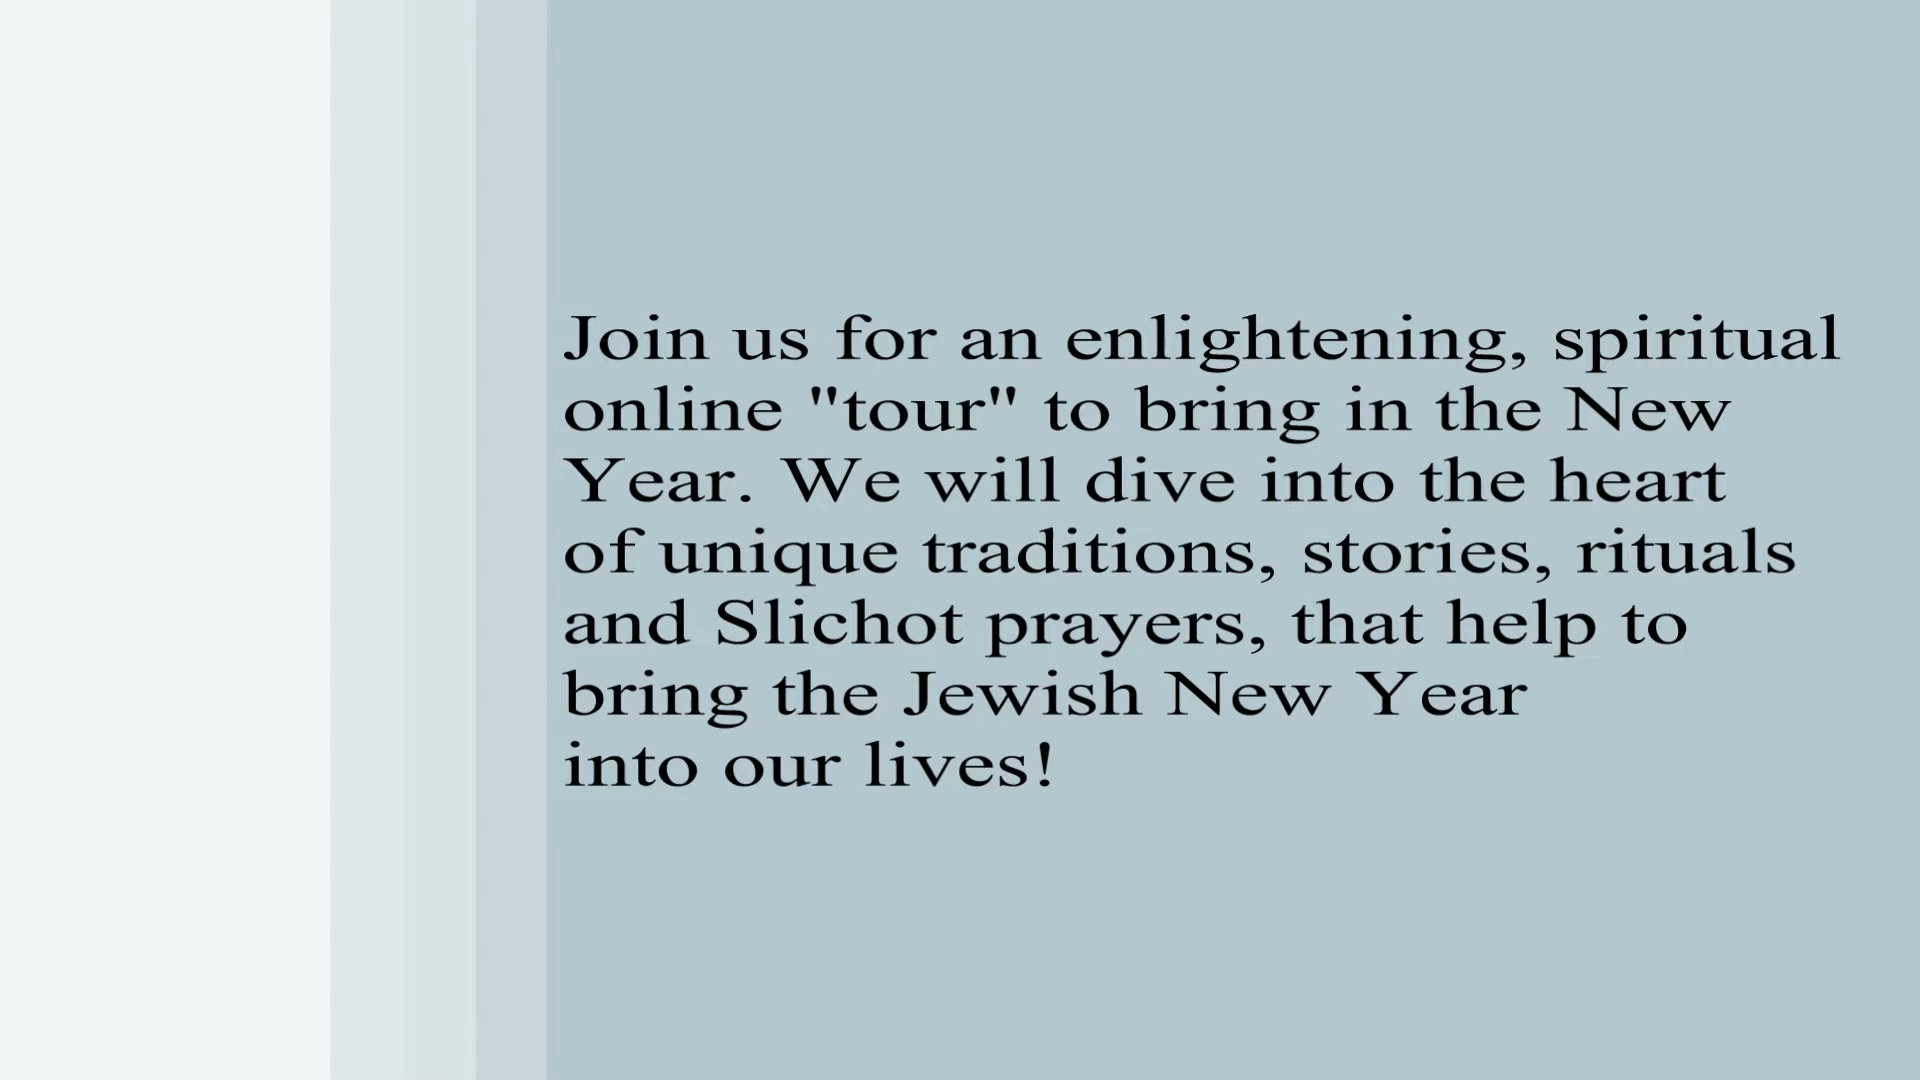 Join us for an enlightening, spiritual
online "tour" to bring in the New
Year. We will dive into the heart
of unique traditions, stories, rituals
and Slichot prayers, that help to
bring the Jewish New Year
into our lives!